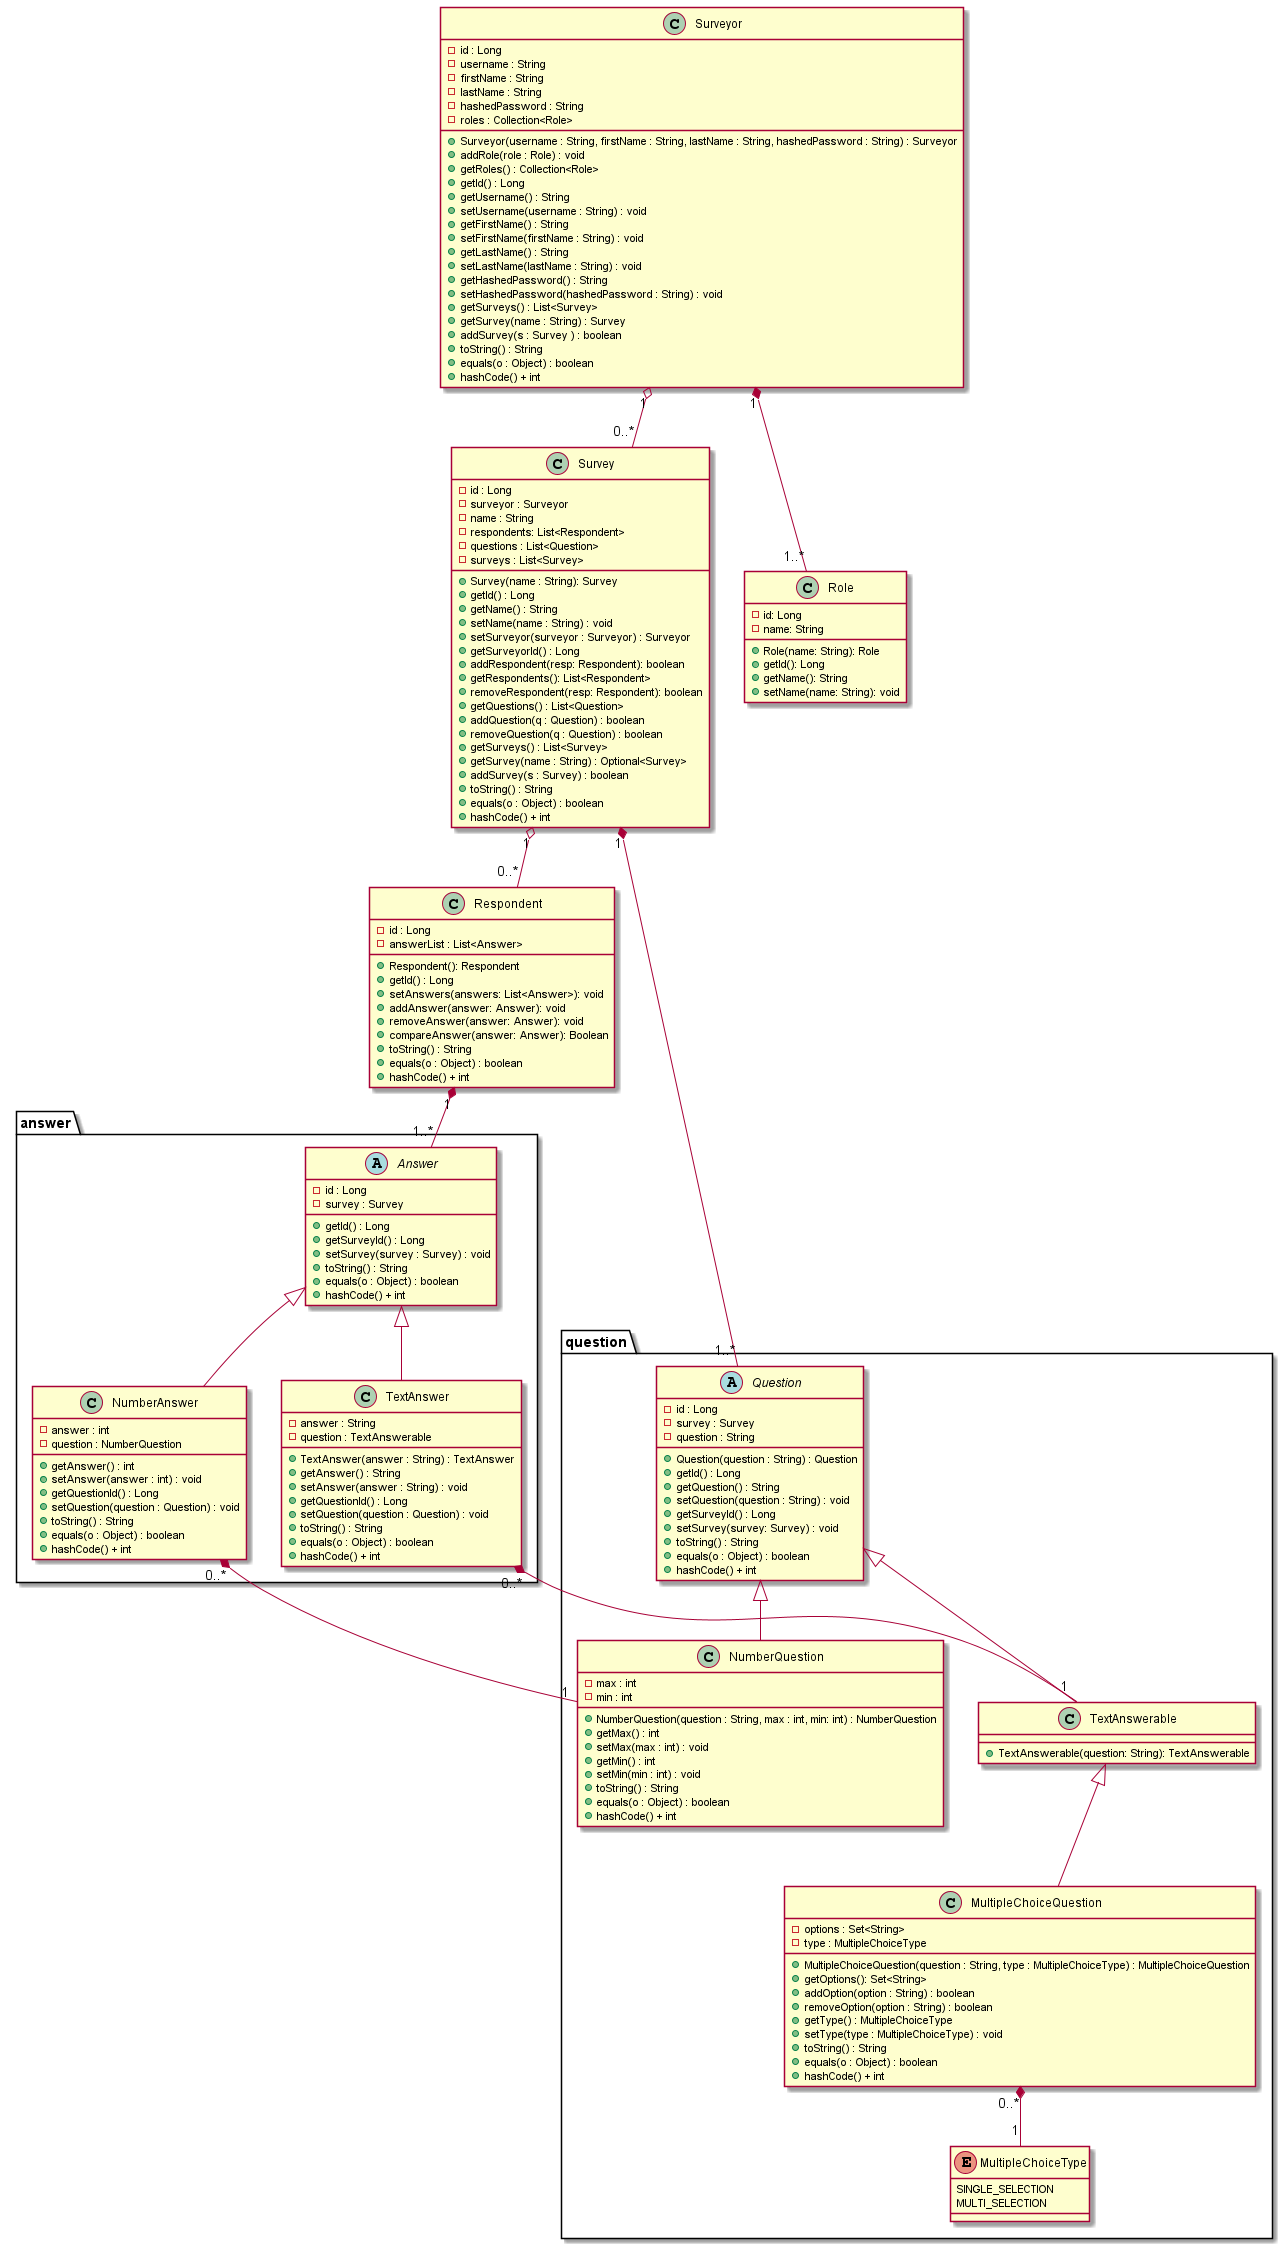 C Surveyor
id : Long
username : String
firstName : String
lastName : String
hashedPassword : String
roles : Collection<Role>
Surveyor(username : String, firstName : String, lastName : String, hashedPassword : String) : Surveyor
addRole(role : Role) : void
getRoles() : Collection<Role>
getId() : Long
getUsername() : String
setUsername(username : String) : void
getFirstName() : String
setFirstName(firstName : String) : void
getLastName() : String
setLastName(lastName : String) : void
getHashedPassword() : String
setHashedPassword(hashedPassword : String) : void
getSurveys() : List<Survey>
getSurvey(name : String) : Survey
addSurvey(s : Survey ) : boolean
toString() : String
equals(o : Object) : boolean
hashCode() + int
1
1
0..*
1..*
C Survey
id : Long
surveyor : Surveyor
name : String
respondents: List<Respondent>
questions : List<Question>
surveys : List<Survey>
Survey(name : String): Survey
getId() : Long
getName() : String
setName(name : String) : void
setSurveyor(surveyor : Surveyor) : Surveyor
getSurveyorId() : Long
addRespondent(resp: Respondent): boolean
getRespondents(): List<Respondent>
removeRespondent(resp: Respondent): boolean
getQuestions() : List<Question>
addQuestion(q : Question) : boolean
removeQuestion(q : Question) : boolean
getSurveys() : List<Survey>
getSurvey(name : String) : Optional<Survey>
addSurvey(s : Survey) : boolean
toString() : String
equals(o : Object) : boolean
hashCode() + int
C Role
id: Long
name: String
Role(name: String): Role
getId(): Long
getName(): String
setName(name: String): void
1
1
0..*
C Respondent
id : Long
answerList : List<Answer>
Respondent(): Respondent
getId() : Long
setAnswers(answers: List<Answer>): void
addAnswer(answer: Answer): void
removeAnswer(answer: Answer): void
compareAnswer(answer: Answer): Boolean
toString() : String
equals(o : Object) : boolean
hashCode() + int
1
1..*
answer
A Answer
id : Long
survey : Survey
getId() : Long
getSurveyId() : Long
setSurvey(survey : Survey) : void
toString() : String
equals(o : Object) : boolean
hashCode() + int
C NumberAnswer
answer : int
question : NumberQuestion
getAnswer() : int
setAnswer(answer : int) : void
getQuestionId() : Long
setQuestion(question : Question) : void
toString() : String
equals(o : Object) : boolean
hashCode() + int
0..*
C TextAnswer
answer : String
question : TextAnswerable
TextAnswer(answer : String) : TextAnswer
getAnswer() : String
setAnswer(answer : String) : void
getQuestionId() : Long
setQuestion(question : Question) : void
toString() : String
equals(o : Object) : boolean
hashCode() + int
0..*
question
1..*
A Question
id : Long
survey : Survey
question : String
Question(question : String) : Question
getId() : Long
getQuestion() : String
setQuestion(question : String) : void
getSurveyId() : Long
setSurvey(survey: Survey) : void
toString() : String
equals(o : Object) : boolean
hashCode() + int
1
C NumberQuestion
max : int
min : int
NumberQuestion(question : String, max : int, min: int) : NumberQuestion
getMax() : int
setMax(max : int) : void
getMin() : int
setMin(min : int) : void
toString() : String
equals(o : Object) : boolean
hashCode() + int
1
C TextAnswerable
TextAnswerable(question: String): TextAnswerable
C MultipleChoiceQuestion
options : Set<String>
type : MultipleChoiceType
MultipleChoiceQuestion(question : String, type : MultipleChoiceType) : MultipleChoiceQuestion
getOptions(): Set<String>
addOption(option : String) : boolean
removeOption(option : String) : boolean
getType() : MultipleChoiceType
setType(type : MultipleChoiceType) : void
toString() : String
equals(o : Object) : boolean
hashCode() + int
0..*
1
E MultipleChoiceType
SINGLE_SELECTION
MULTI_SELECTION